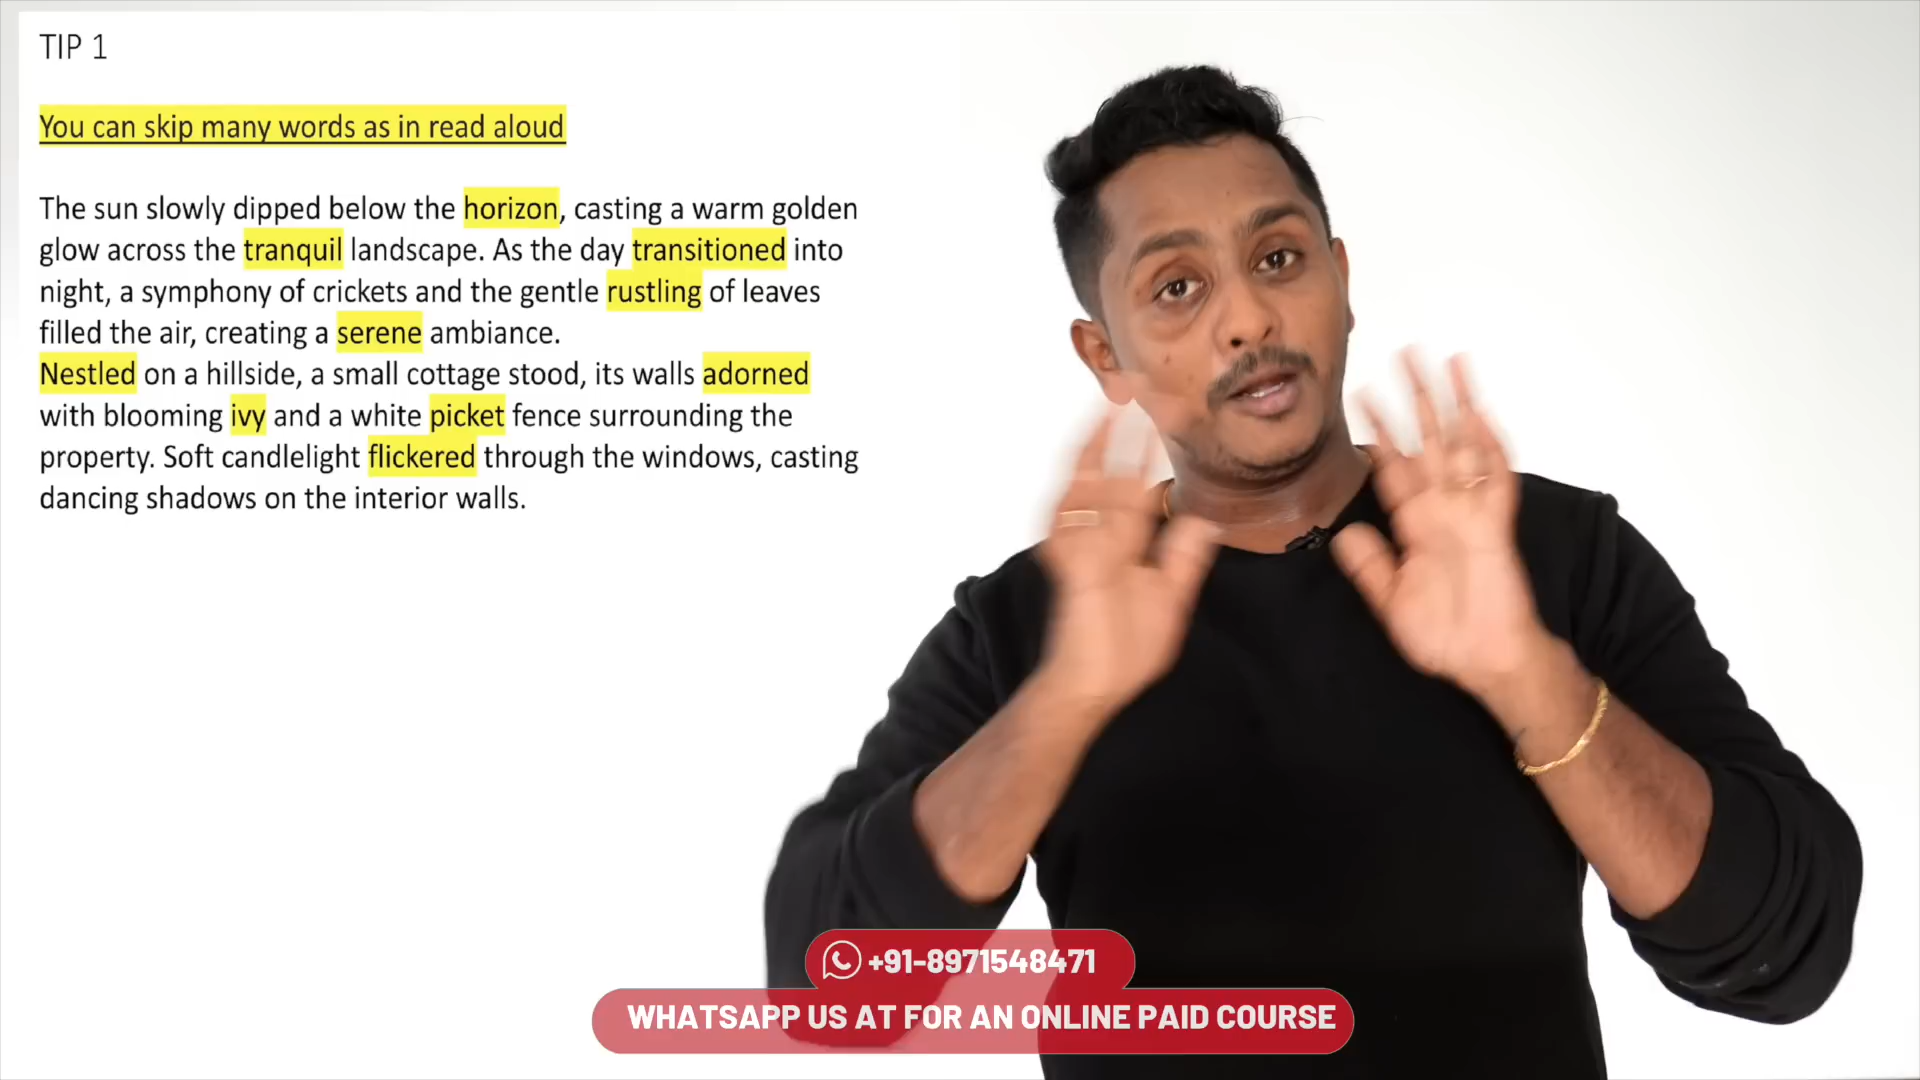 TIP 1
You can skip many words as in read aloud
The sun slowly dipped below the horizon, casting a warm golden
glow across the tranquil landscape. As the day transitioned into
night, a symphony of crickets and the gentle rustling of leaves
filled the air, creating a serene ambiance.
Nestled on a hillside, a small cottage stood, its walls adorned
with blooming ivy and a white picket fence surrounding the
property. Soft candlelight flickered through the windows, casting
dancing shadows on the interior walls.
+91-8971548471
WHATSAPP US AT FOR AN ONLINE PAID COURSE